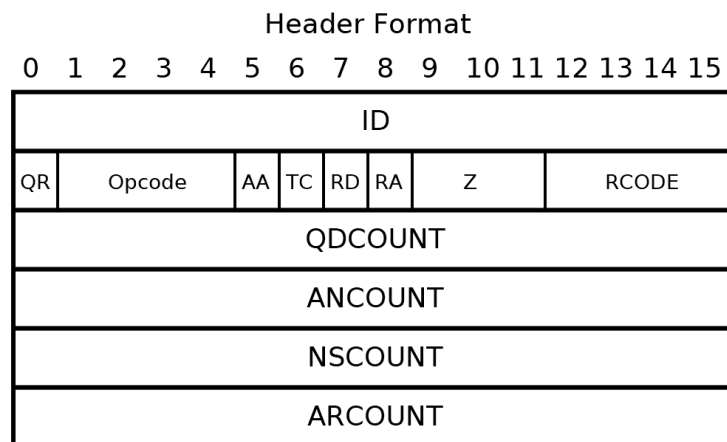 Header Format
0 1 2 3 4 5 6 7 8 9 10 11 12 13 14 15
ID
QR Opcode AA TC RD RA Z RCODE
QDCOUNT
ANCOUNT
NSCOUNT
ARCOUNT